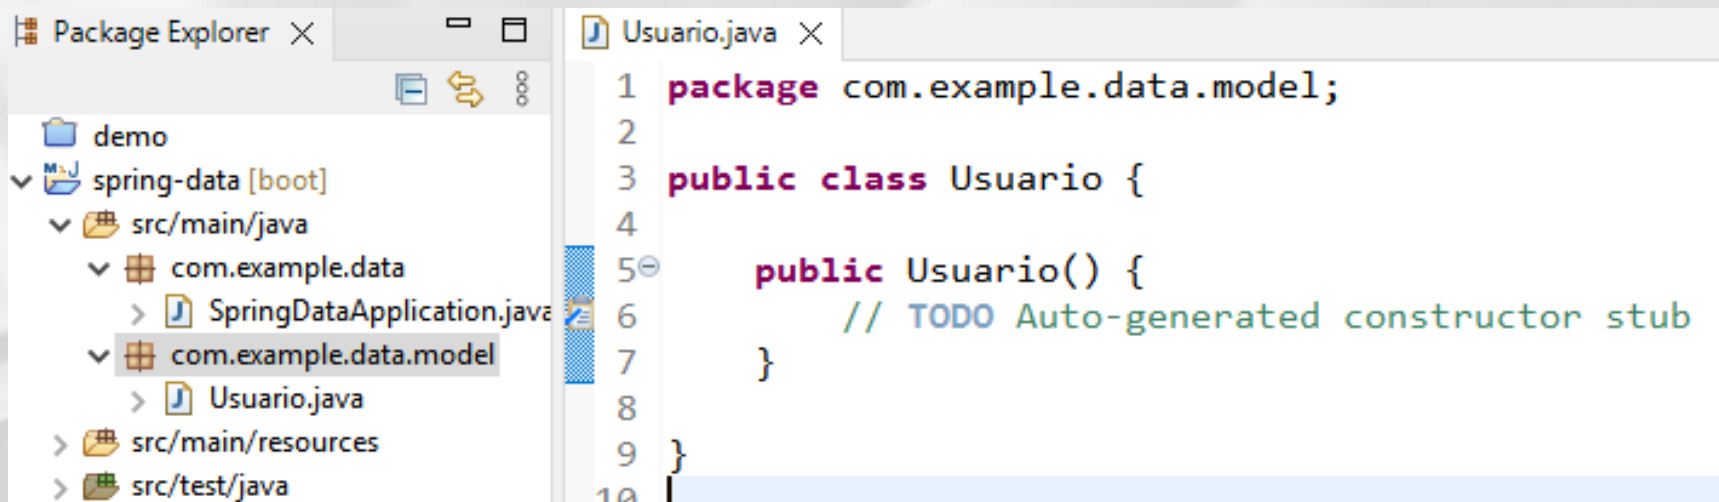 Package Explorer
demo
spring-data [boot]
src/main/java
com.example.data
SpringDataApplication.java
com.example.data.model
Usuario.java
src/main/resources
src/test/java
Usuario.java
1 package com.example.data.model;
2
3 public class Usuario {
4
5 public Usuario() {
6 // TODO Auto-generated constructor stub
7 }
8
9 }
10